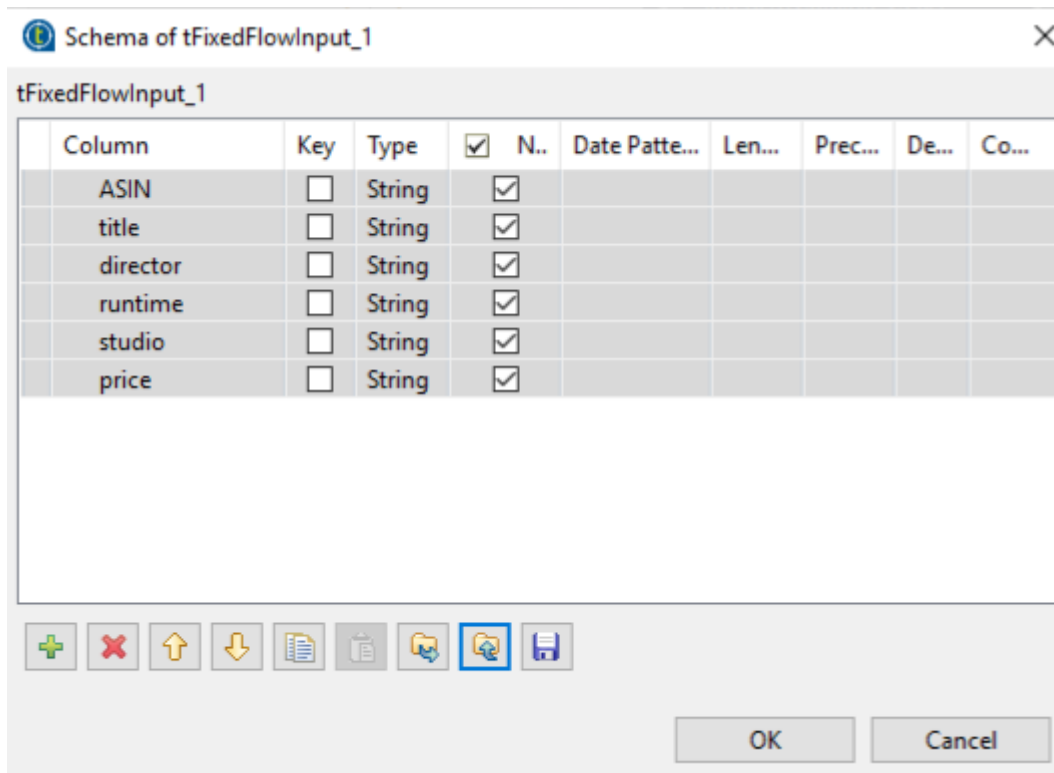 Schema of tFixedFlowInput_1
tFixedFlowInput_1
Column Key Type N.. Date Patte... Len... Prec... De... Co...
ASIN String
title String
director String
runtime String
studio String
price String
OK Cancel